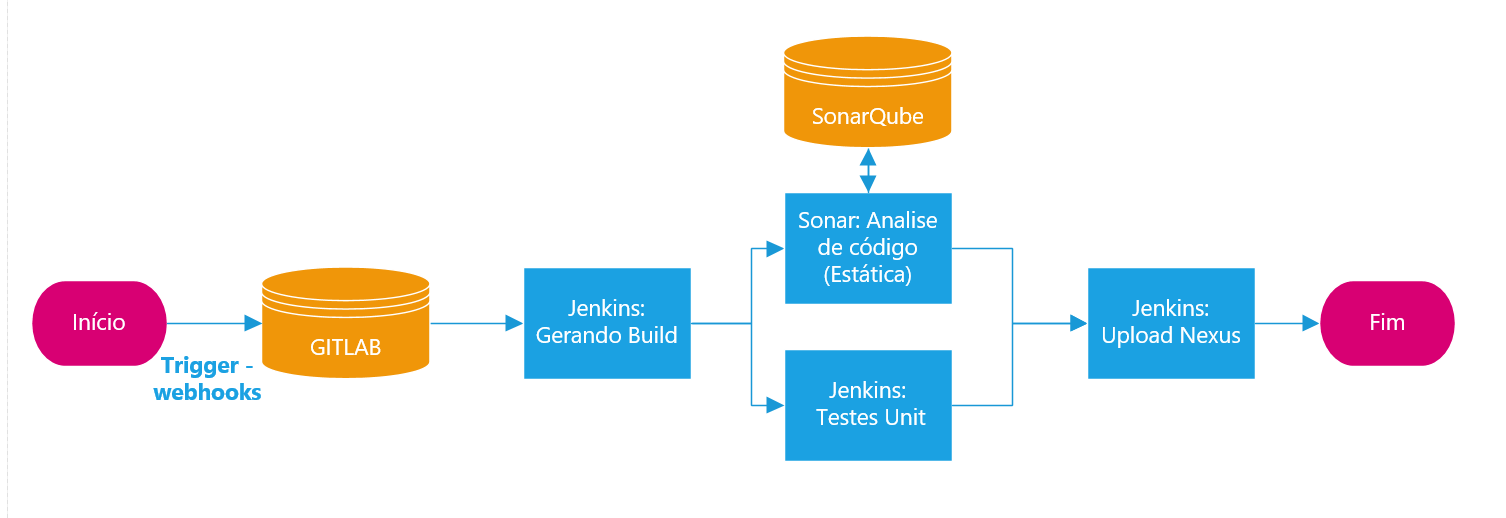 SonarQube
Sonar: Analise
de código
(Estática)
Início
Trigger -
webhooks
GITLAB
Jenkins:
Gerando Build
Jenkins:
Testes Unit
Jenkins:
Upload Nexus
Fim